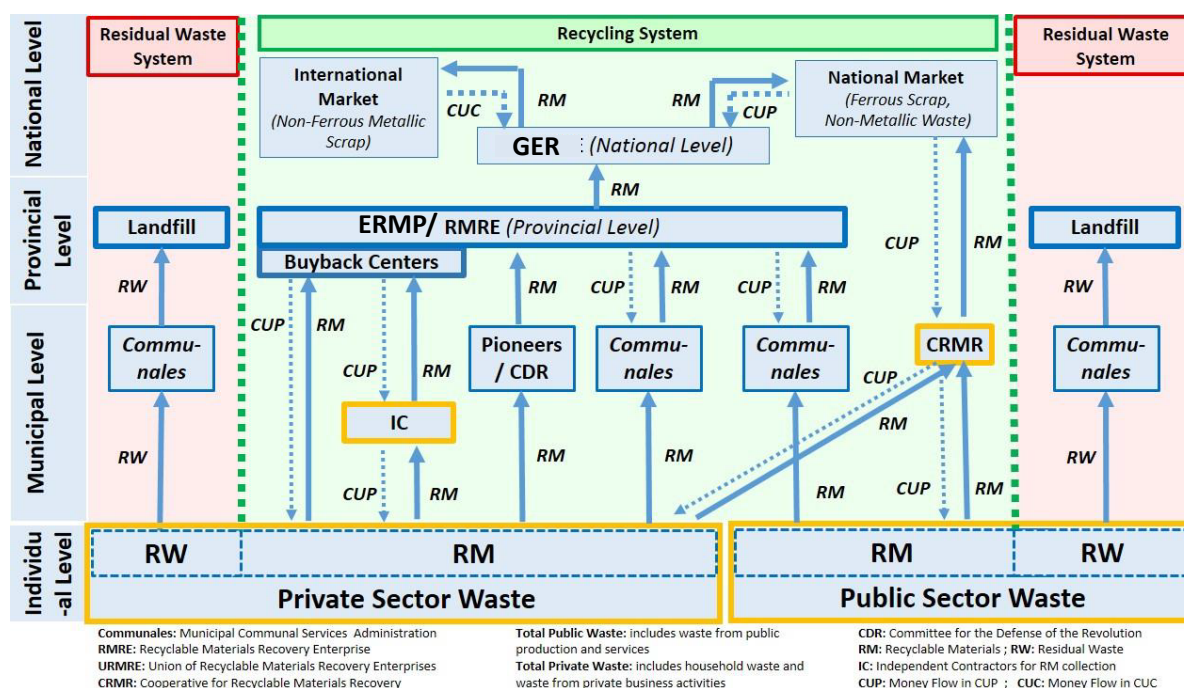 Residual Waste
System
Recycling System
Residual Waste
System
National Level
International
Market
(Non-Ferrous Metallic
Scrap)
CUC
RM
RM
CUP
National Market
(Ferrous Scrap,
Non-Metallic Waste)
GER (National Level)
RM
Provincial
Level
Landfill
ERMP/ RMRE (Provincial Level)
Buyback Centers
CUP
RM
Landfill
RW
CUP
RM
RM
CUP
RM
CUP
RM
RW
Municipal Level
Commu-
nales
CUP
RM
Pioneers
/ CDR
Commu-
nales
Commu-
nales
CRMR
Commu-
nales
IC
CUP
RM
RW
CUP
RM
RM
RM
RM
CUP
RM
RW
Individu
-al Level
RW
RM
RM
RW
Private Sector Waste
Public Sector Waste
Communales: Municipal Communal Services Administration
RMRE: Recyclable Materials Recovery Enterprise
URMRE: Union of Recyclable Materials Recovery Enterprises
CRMR: Cooperative for Recyclable Materials Recovery
Total Public Waste: includes waste from public
production and services
Total Private Waste: includes household waste and
waste from private business activities
CDR: Committee for the Defense of the Revolution
RM: Recyclable Materials ; RW: Residual Waste
IC: Independent Contractors for RM collection
CUP: Money Flow in CUP ; CUC: Money Flow in CUC